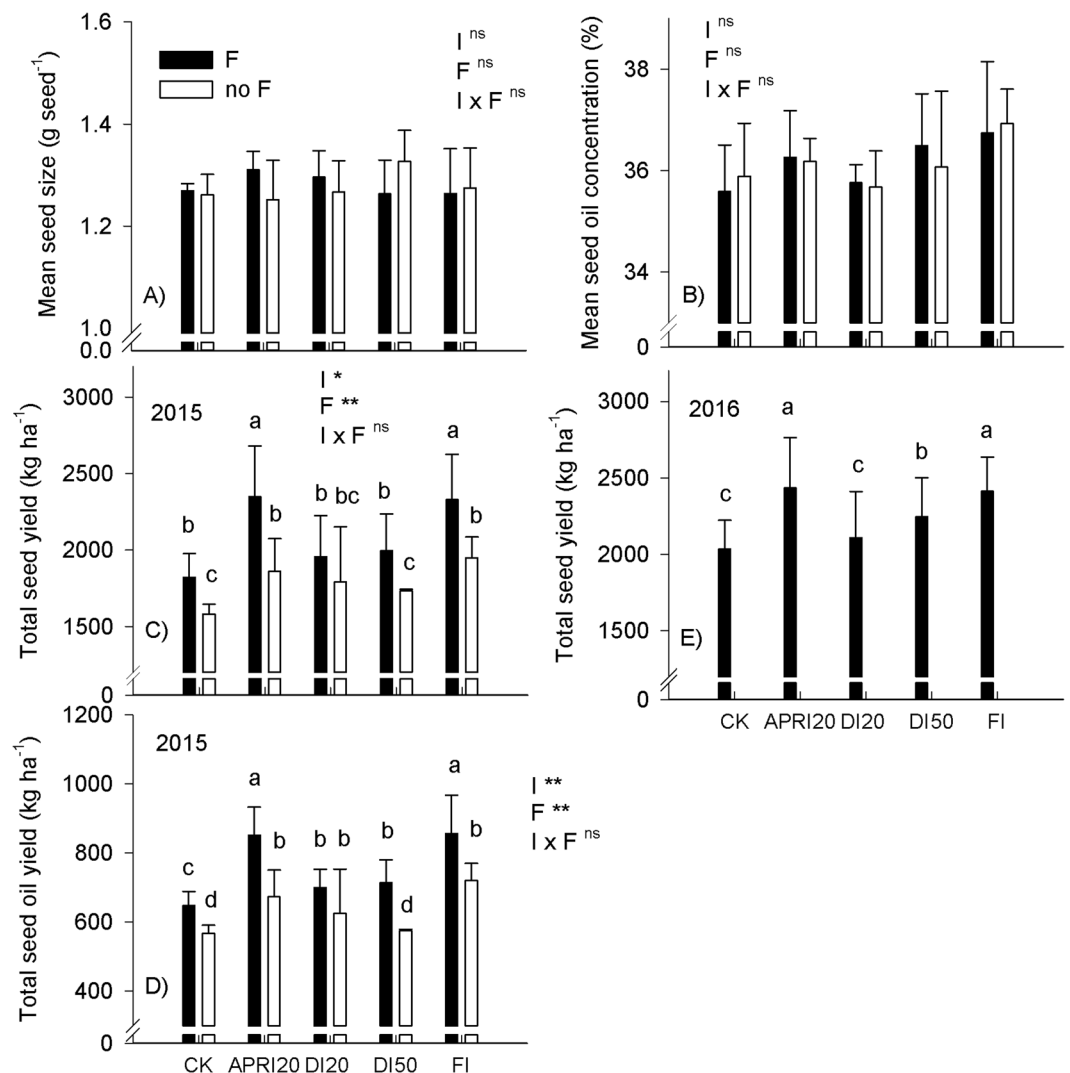 Mean seed size (g seed⁻¹)
1.6
1.4
1.2
1.0
0.0
F
no F
I ns
F ns
I x F ns
A)
Mean seed oil concentration (%)
38
36
34
0
I ns
F ns
I x F ns
B)
Total seed yield (kg ha⁻¹)
3000
2500
2000
1500
0
2015
I *
F **
I x F ns
b
c
a
b
b
bc
b
c
a
b
C)
Total seed yield (kg ha⁻¹)
3000
2500
2000
1500
0
2016
c
a
c
b
a
E)
CK APRI20 DI20 DI50 FI
Total seed oil yield (kg ha⁻¹)
1200
1000
800
600
400
0
2015
c
d
a
b
b
b
b
d
a
b
I **
F **
I x F ns
D)
CK APRI20 DI20 DI50 FI